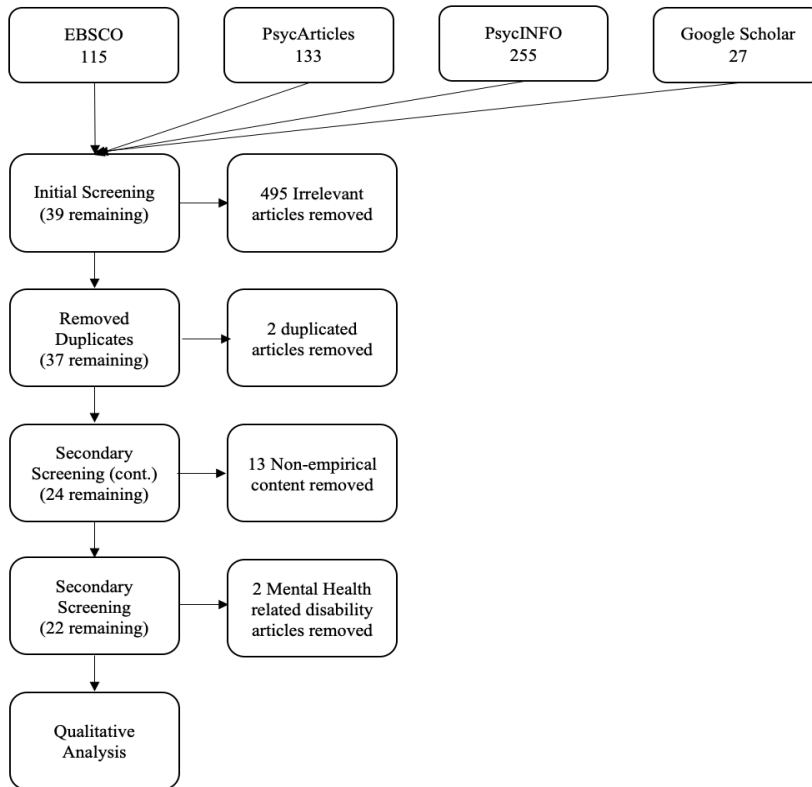 EBSCO
115
PsycArticles
133
PsycINFO
255
Google Scholar
27
Initial Screening
(39 remaining)
495 Irrelevant
articles removed
Removed
Duplicates
(37 remaining)
2 duplicated
articles removed
Secondary
Screening (cont.)
(24 remaining)
13 Non-empirical
content removed
Secondary
Screening
(22 remaining)
2 Mental Health
related disability
articles removed
Qualitative
Analysis